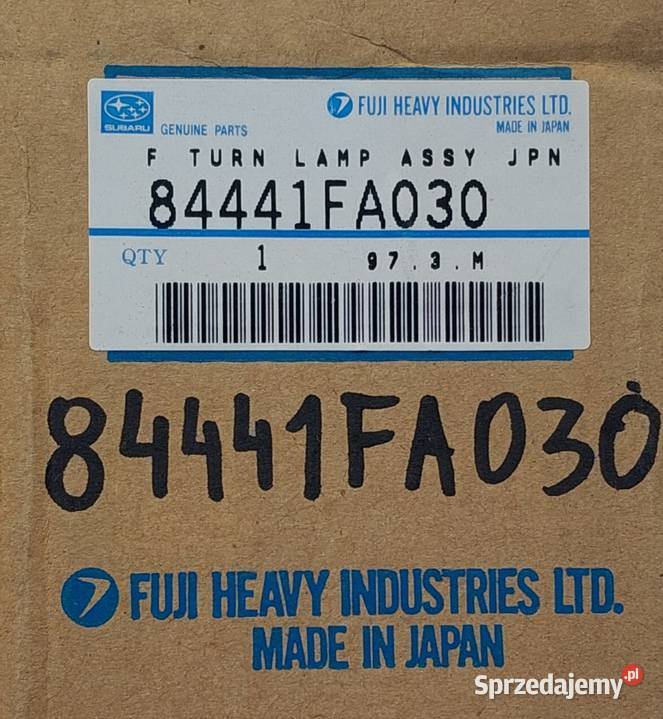 SUBARU GENUINE PARTS
FUJI HEAVY INDUSTRIES LTD.
MADE IN JAPAN
F TURN LAMP ASSY JPN
84441FA030
QTY 1 97.3.M
84441FA030
FUJI HEAVY INDUSTRIES LTD.
MADE IN JAPAN
Sprzedajemy.pl